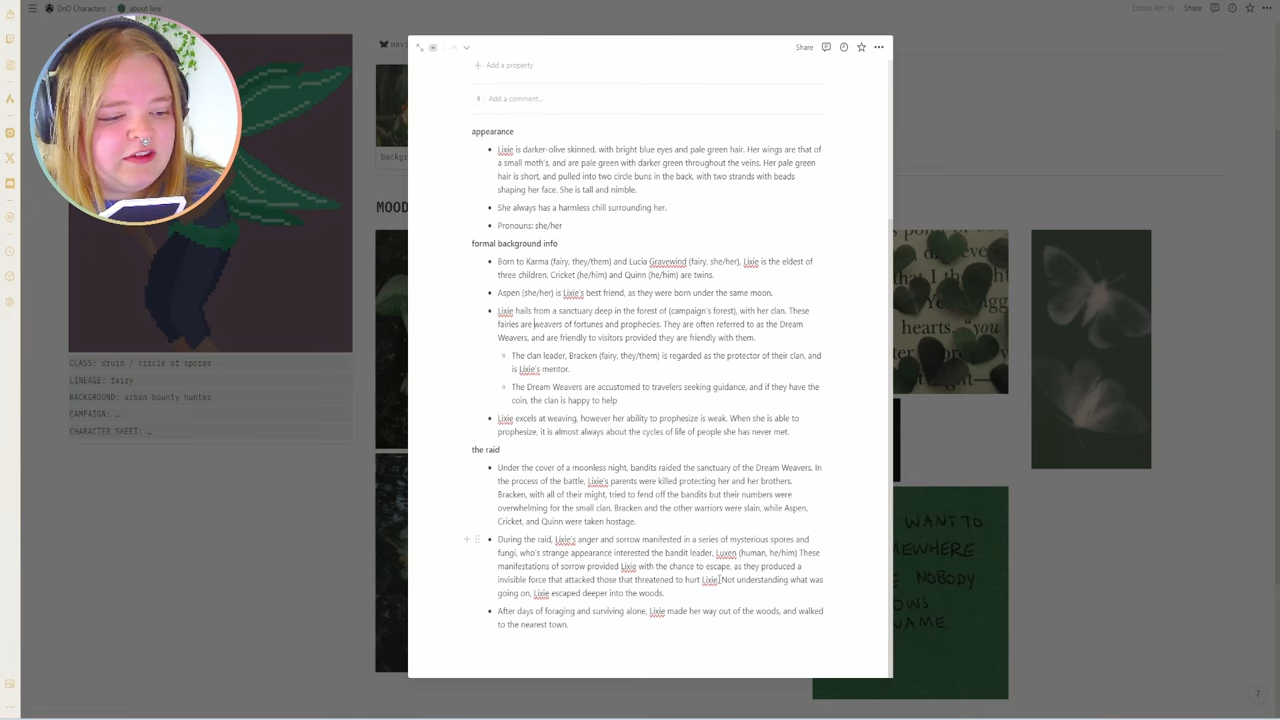 DnD Characters / about lixie
Edited Apr 10 Share
Share
Add a property
Add a comment...
appearance
Lixie is darker-olive skinned, with bright blue eyes and pale green hair. Her wings are that of
a small moth's, and are pale green with darker green throughout the veins. Her pale green
hair is short, and pulled into two circle buns in the back, with two strands with beads
shaping her face. She is tall and nimble.
She always has a harmless chill surrounding her.
Pronouns: she/her
formal background info
Born to Karma (fairy, they/them) and Lucia Gravewind (fairy, she/her), Lixie is the eldest of
three children. Cricket (he/him) and Quinn (he/him) are twins.
Aspen (she/her) is Lixie's best friend, as they were born under the same moon.
Lixie hails from a sanctuary deep in the forest of (campaign's forest), with her clan. These
fairies are weavers of fortunes and prophecies. They are often referred to as the Dream
Weavers, and are friendly to visitors provided they are friendly with them.
The clan leader, Bracken (fairy, they/them) is regarded as the protector of their clan, and
is Lixie's mentor.
The Dream Weavers are accustomed to travelers seeking guidance, and if they have the
coin, the clan is happy to help
Lixie excels at weaving, however her ability to prophesize is weak. When she is able to
prophesize, it is almost always about the cycles of life of people she has never met.
the raid
Under the cover of a moonless night, bandits raided the sanctuary of the Dream Weavers. In
the process of the battle, Lixie's parents were killed protecting her and her brothers.
Bracken, with all of their might, tried to fend off the bandits but their numbers were
overwhelming for the small clan. Bracken and the other warriors were slain, while Aspen,
Cricket, and Quinn were taken hostage.
During the raid, Lixie's anger and sorrow manifested in a series of mysterious spores and
fungi, who's strange appearance interested the bandit leader, Luxen (human, he/him) These
manifestations of sorrow provided Lixie with the chance to escape, as they produced a
invisible force that attacked those that threatened to hurt Lixie. Not understanding what was
going on, Lixie escaped deeper into the woods.
After days of foraging and surviving alone, Lixie made her way out of the woods, and walked
to the nearest town.
navi
backgr
MOOD
CLASS: druid / circle of spores
LINEAGE: fairy
BACKGROUND: urban bounty hunter
CAMPAIGN: …
CHARACTER SHEET: …
WANT TO
MEWHERE
NOBODY
OWS
NAME
?